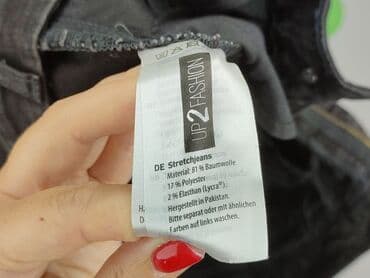 UP2FASHION
DE Stretchjeans
Material: 81 % Baumwolle
17 % Polyester
2 % Elasthan (Lycra®).
Hergestellt in Pakistan.
Bitte separat oder mit ähnlichen
Farben auf links waschen.